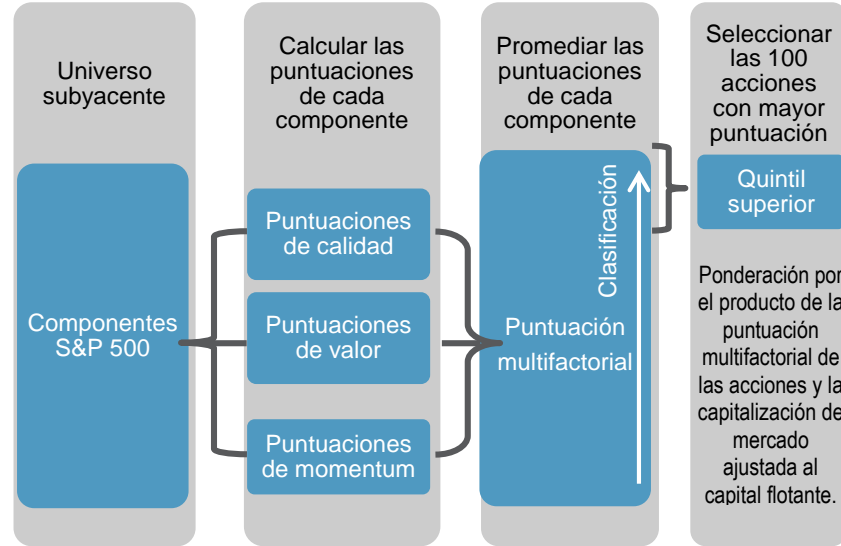 Universo
subyacente
Componentes
S&P 500
Calcular las
puntuaciones
de cada
componente
Puntuaciones
de calidad
Puntuaciones
de valor
Puntuaciones
de momentum
Promediar las
puntuaciones
de cada
componente
Puntuación
multifactorial
Clasificación
Seleccionar
las 100
acciones
con mayor
puntuación
Quintil
superior
Ponderación por
el producto de la
puntuación
multifactorial de
las acciones y la
capitalización de
mercado
ajustada al
capital flotante.